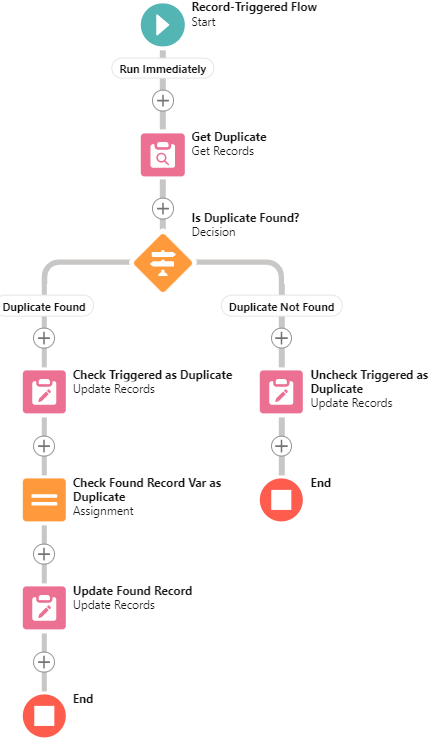 Record-Triggered Flow
Start
Run Immediately
Get Duplicate
Get Records
Is Duplicate Found?
Decision
Duplicate Found
Duplicate Not Found
Check Triggered as Duplicate
Update Records
Uncheck Triggered as
Duplicate
Update Records
Check Found Record Var as
Duplicate
Assignment
End
Update Found Record
Update Records
End